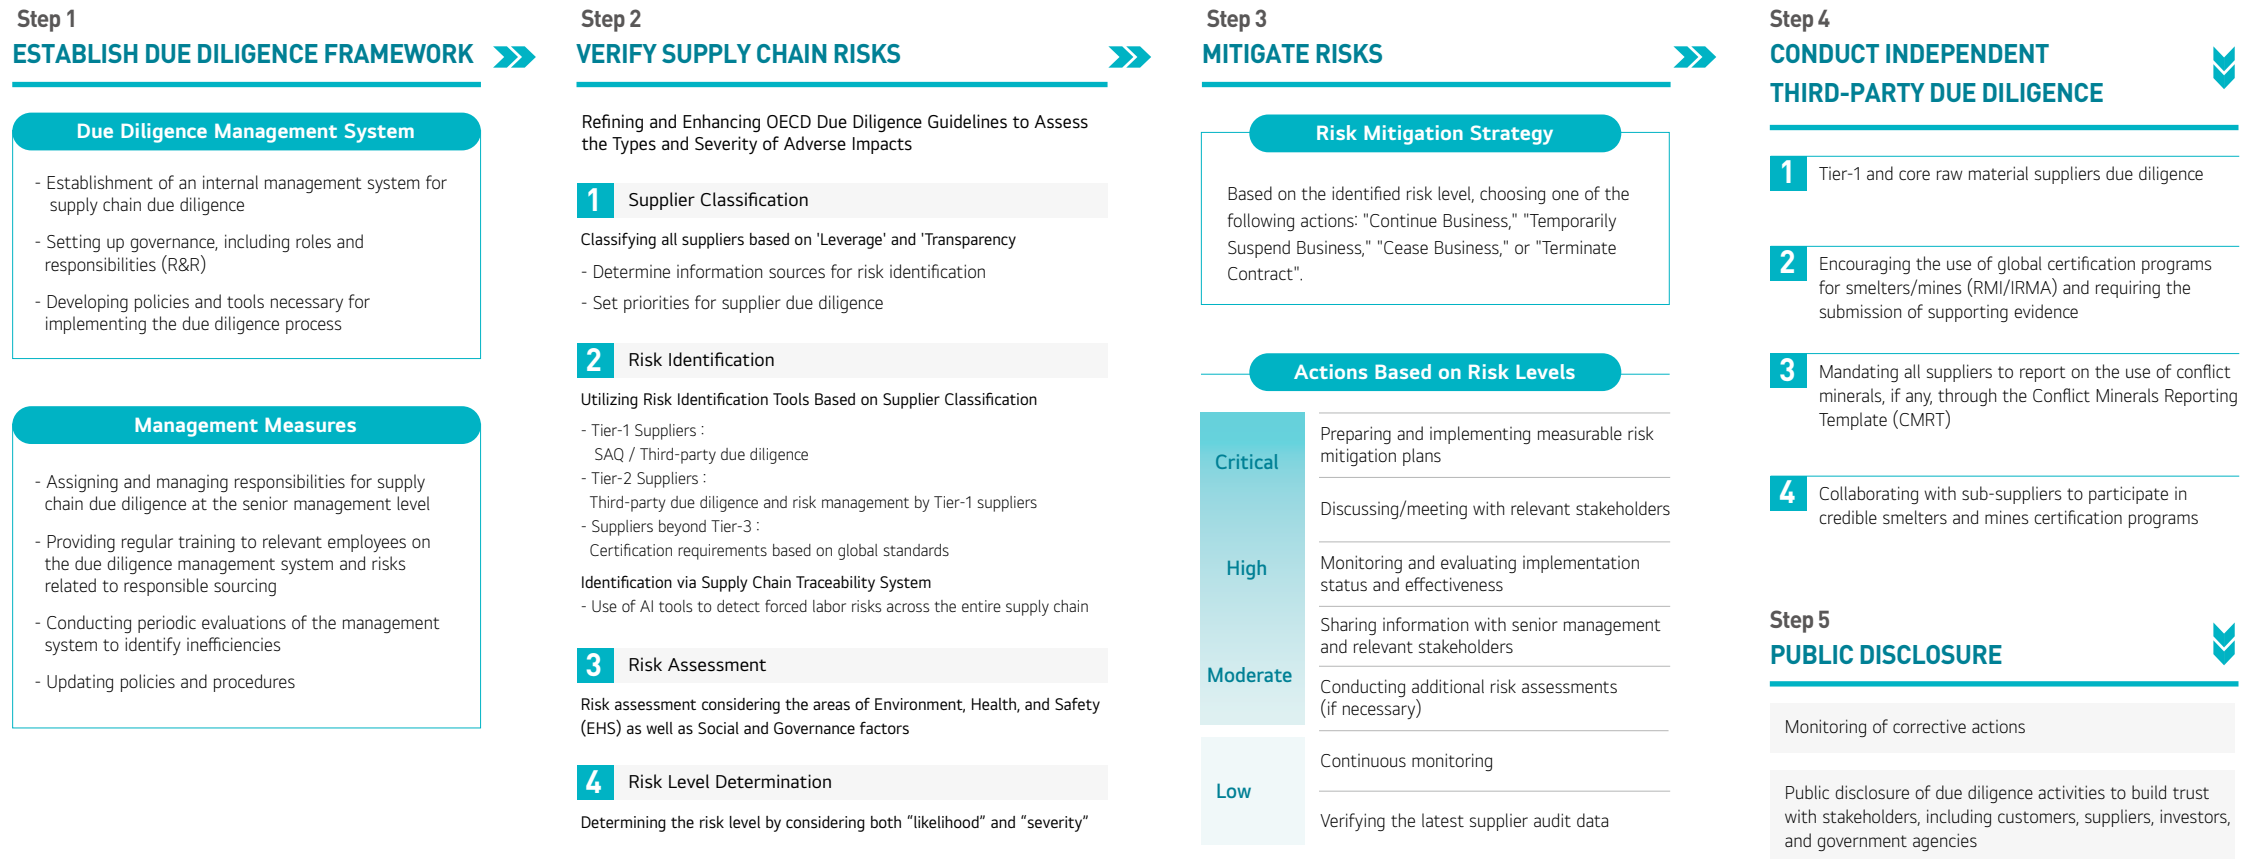 Step 1
ESTABLISH DUE DILIGENCE FRAMEWORK
Due Diligence Management System
- Establishment of an internal management system for
supply chain due diligence
- Setting up governance, including roles and
responsibilities (R&R)
- Developing policies and tools necessary for
implementing the due diligence process
Management Measures
- Assigning and managing responsibilities for supply
chain due diligence at the senior management level
- Providing regular training to relevant employees on
the due diligence management system and risks
related to responsible sourcing
- Conducting periodic evaluations of the management
system to identify inefficiencies
- Updating policies and procedures
Step 2
VERIFY SUPPLY CHAIN RISKS
Refining and Enhancing OECD Due Diligence Guidelines to Assess
the Types and Severity of Adverse Impacts
1 Supplier Classification
Classifying all suppliers based on 'Leverage' and 'Transparency
- Determine information sources for risk identification
- Set priorities for supplier due diligence
2 Risk Identification
Utilizing Risk Identification Tools Based on Supplier Classification
- Tier-1 Suppliers :
SAQ / Third-party due diligence
- Tier-2 Suppliers :
Third-party due diligence and risk management by Tier-1 suppliers
- Suppliers beyond Tier-3 :
Certification requirements based on global standards
Identification via Supply Chain Traceability System
- Use of AI tools to detect forced labor risks across the entire supply chain
3 Risk Assessment
Risk assessment considering the areas of Environment, Health, and Safety
(EHS) as well as Social and Governance factors
4 Risk Level Determination
Determining the risk level by considering both “likelihood” and “severity”
Step 3
MITIGATE RISKS
Risk Mitigation Strategy
Based on the identified risk level, choosing one of the
following actions: "Continue Business," "Temporarily
Suspend Business," "Cease Business," or "Terminate
Contract".
Actions Based on Risk Levels
Critical
High
Moderate
Low
Preparing and implementing measurable risk
mitigation plans
Discussing/meeting with relevant stakeholders
Monitoring and evaluating implementation
status and effectiveness
Sharing information with senior management
and relevant stakeholders
Conducting additional risk assessments
(if necessary)
Continuous monitoring
Verifying the latest supplier audit data
Step 4
CONDUCT INDEPENDENT
THIRD-PARTY DUE DILIGENCE
1 Tier-1 and core raw material suppliers due diligence
2 Encouraging the use of global certification programs
for smelters/mines (RMI/IRMA) and requiring the
submission of supporting evidence
3 Mandating all suppliers to report on the use of conflict
minerals, if any, through the Conflict Minerals Reporting
Template (CMRT)
4 Collaborating with sub-suppliers to participate in
credible smelters and mines certification programs
Step 5
PUBLIC DISCLOSURE
Monitoring of corrective actions
Public disclosure of due diligence activities to build trust
with stakeholders, including customers, suppliers, investors,
and government agencies